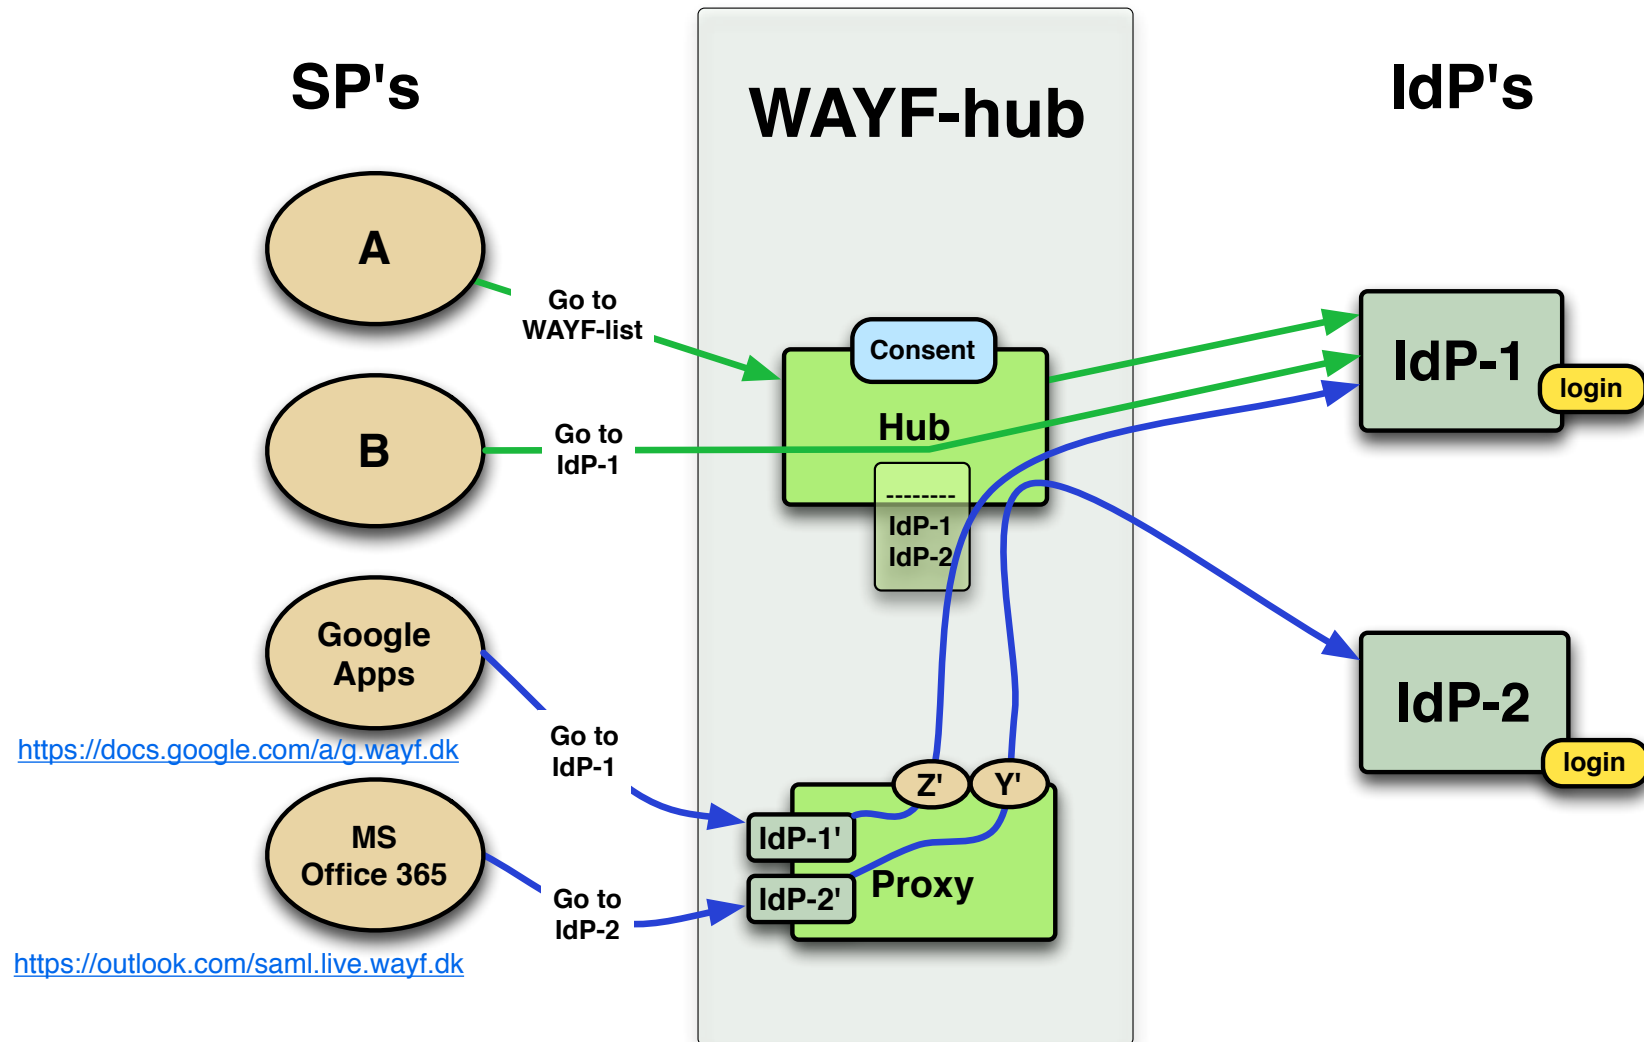 SP's
WAYF-hub
IdP's
A
Go to
WAYF-list
Consent
IdP-1
login
B
Go to
IdP-1
Hub
--------
IdP-1
IdP-2
Google
Apps
https://docs.google.com/a/g.wayf.dk
Go to
IdP-1
IdP-2
login
Z'
Y'
MS
Office 365
IdP-1'
IdP-2'
Proxy
Go to
IdP-2
https://outlook.com/saml.live.wayf.dk